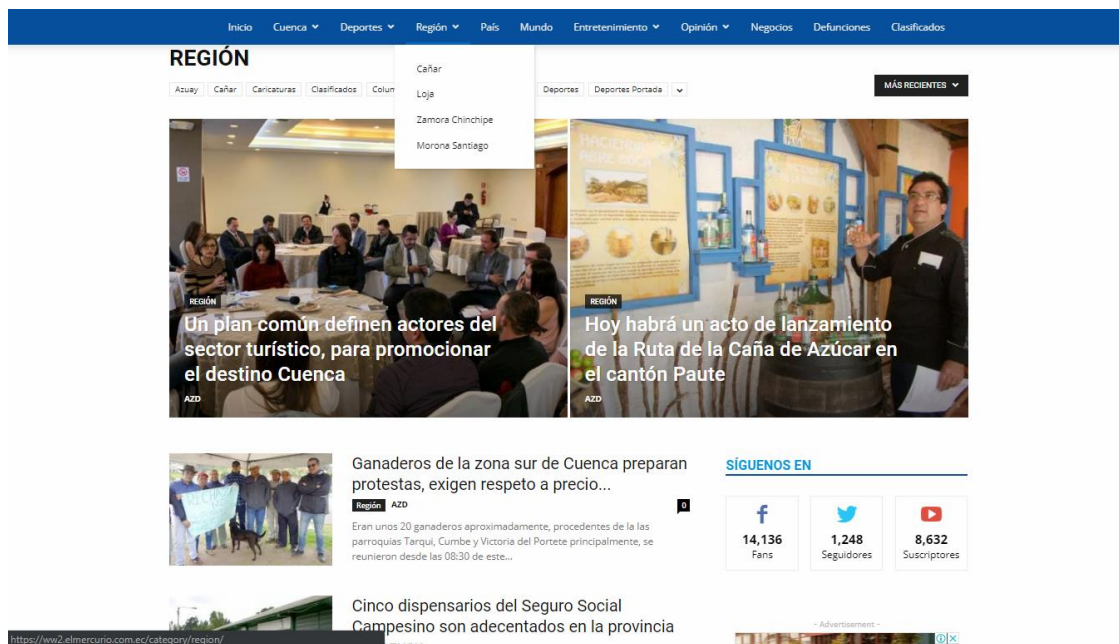 Inicio Cuenca Deportes Región País Mundo Entretenimiento Opinión Negocios Defunciones Clasificados
REGIÓN
Cañar
Loja
Zamora Chinchipe
Morona Santiago
Azuay Cañar Caricaturas Clasificados Deportes Deportes Portada
MÁS RECIENTES
HACIENDA
REGIÓN
Un plan común definen actores del
sector turístico, para promocionar
el destino Cuenca
AZD
REGIÓN
Hoy habrá un acto de lanzamiento
de la Ruta de la Caña de Azúcar en
el cantón Paute
AZD
Ganaderos de la zona sur de Cuenca preparan
protestas, exigen respeto a precio...
Región AZD
0
Eran unos 20 ganaderos aproximadamente, procedentes de la las
parroquias Tarqui, Cumbe y Victoria del Portete principalmente, se
reunieron desde las 08:30 de este...
Cinco dispensarios del Seguro Social
Campesino son adecentados en la provincia
SÍGUENOS EN
14,136
Fans
1,248
Seguidores
8,632
Suscriptores
- Advertisement -
https://ww2.elmercurio.com.ec/category/region/